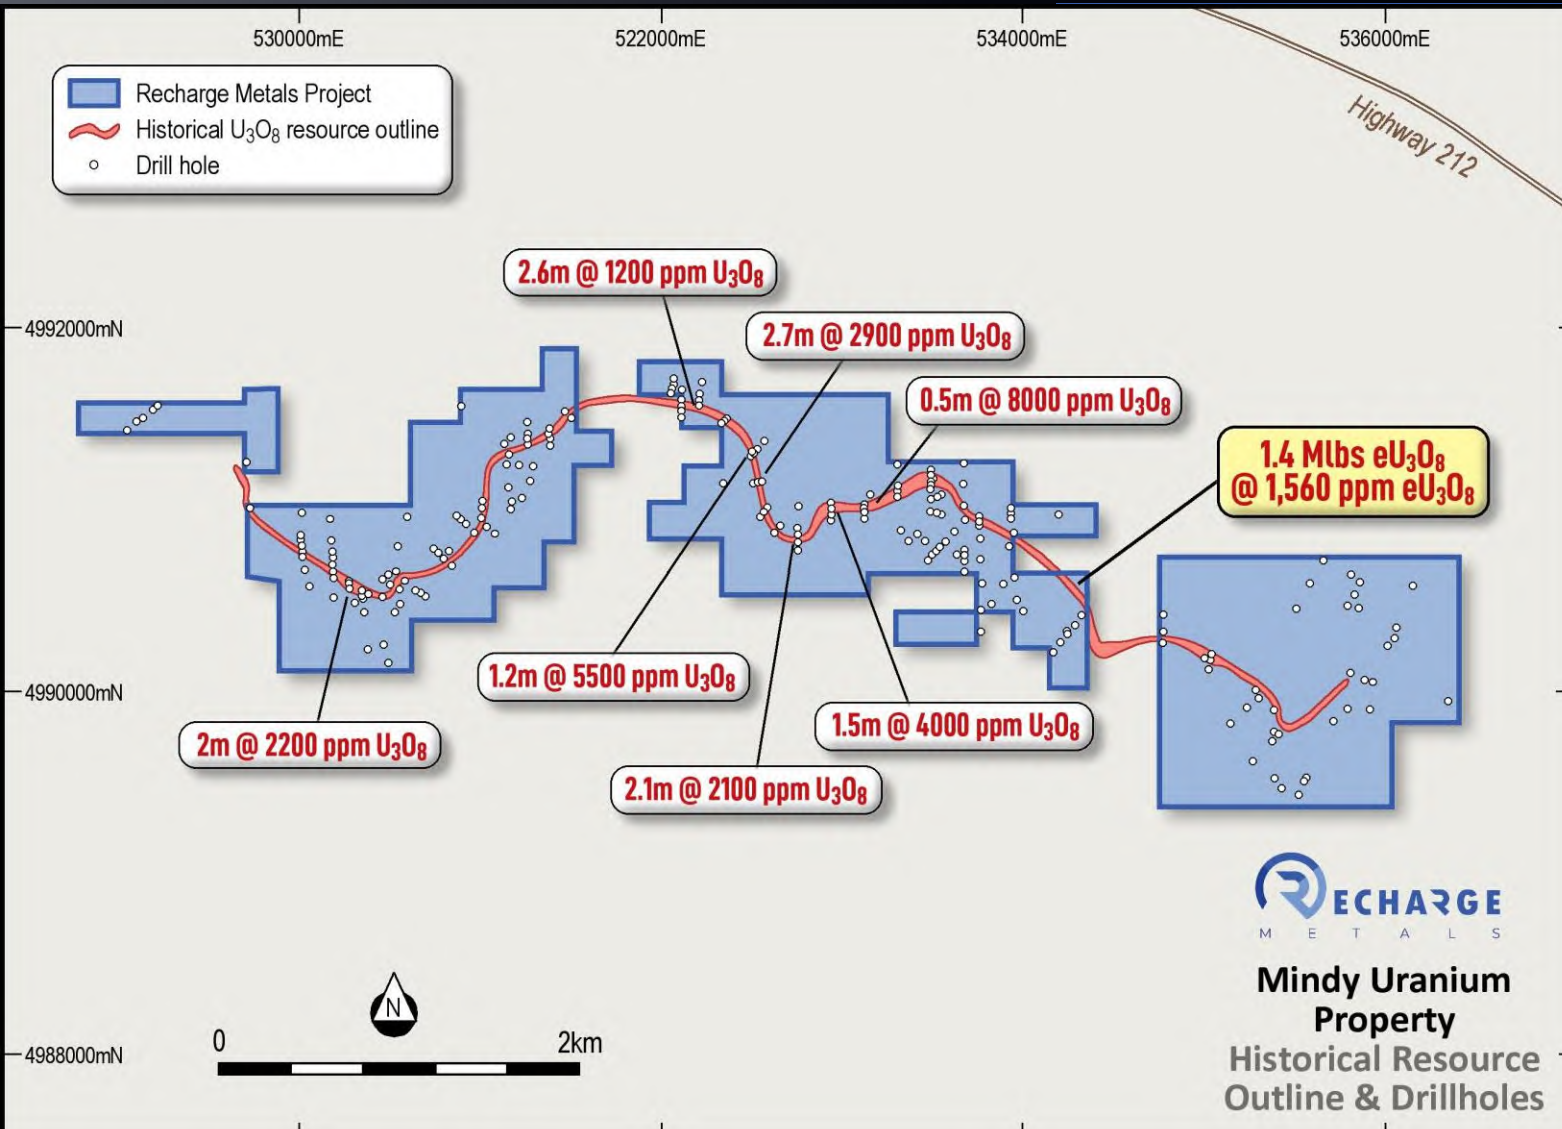 530000mE 522000mE 534000mE 536000mE
Recharge Metals Project
Historical U₃O₈ resource outline
Drill hole
Highway 212
2.6m @ 1200 ppm U₃O₈
4992000mN
2.7m @ 2900 ppm U₃O₈
0.5m @ 8000 ppm U₃O₈
1.4 Mlbs eU₃O₈
@ 1,560 ppm eU₃O₈
1.2m @ 5500 ppm U₃O₈
4990000mN
1.5m @ 4000 ppm U₃O₈
2m @ 2200 ppm U₃O₈
2.1m @ 2100 ppm U₃O₈
RECHARGE
METALS
Mindy Uranium
Property
Historical Resource
Outline & Drillholes
N
0 2km
4988000mN